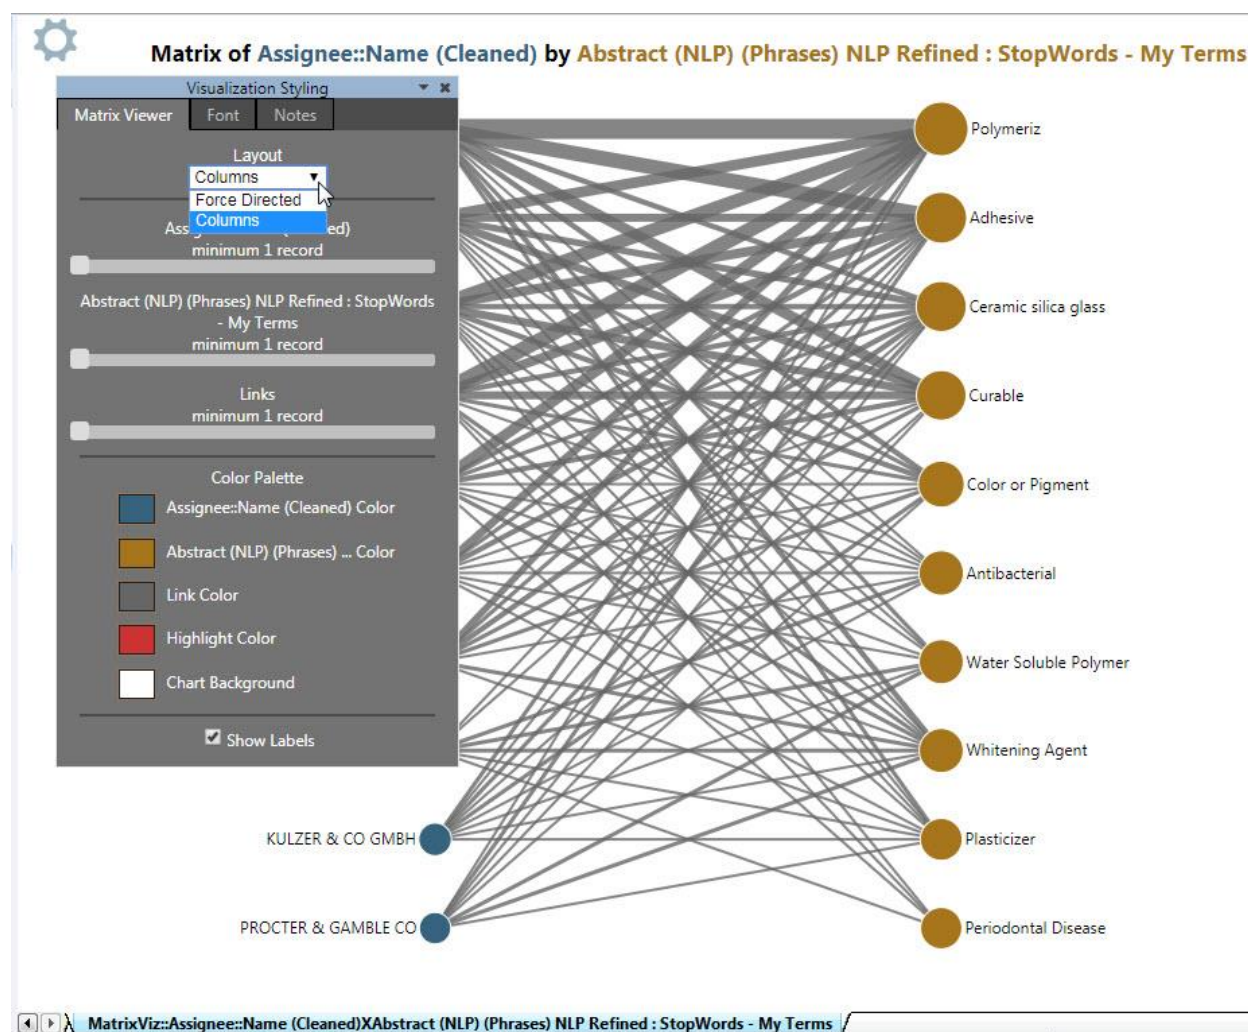 Matrix of Assignee::Name (Cleaned) by Abstract (NLP) (Phrases) NLP Refined : StopWords - My Terms
Visualization Styling
Matrix Viewer Font Notes
Layout
Columns
Force Directed
Columns
Ass ed)
minimum 1 record
Abstract (NLP) (Phrases) NLP Refined : StopWords
- My Terms
minimum 1 record
Links
minimum 1 record
Color Palette
Assignee::Name (Cleaned) Color
Abstract (NLP) (Phrases) ... Color
Link Color
Highlight Color
Chart Background
Show Labels
Polymeriz
Adhesive
Ceramic silica glass
Curable
Color or Pigment
Antibacterial
Water Soluble Polymer
Whitening Agent
Plasticizer
Periodontal Disease
KULZER & CO GMBH
PROCTER & GAMBLE CO
MatrixViz::Assignee::Name (Cleaned)XAbstract (NLP) (Phrases) NLP Refined : StopWords - My Terms